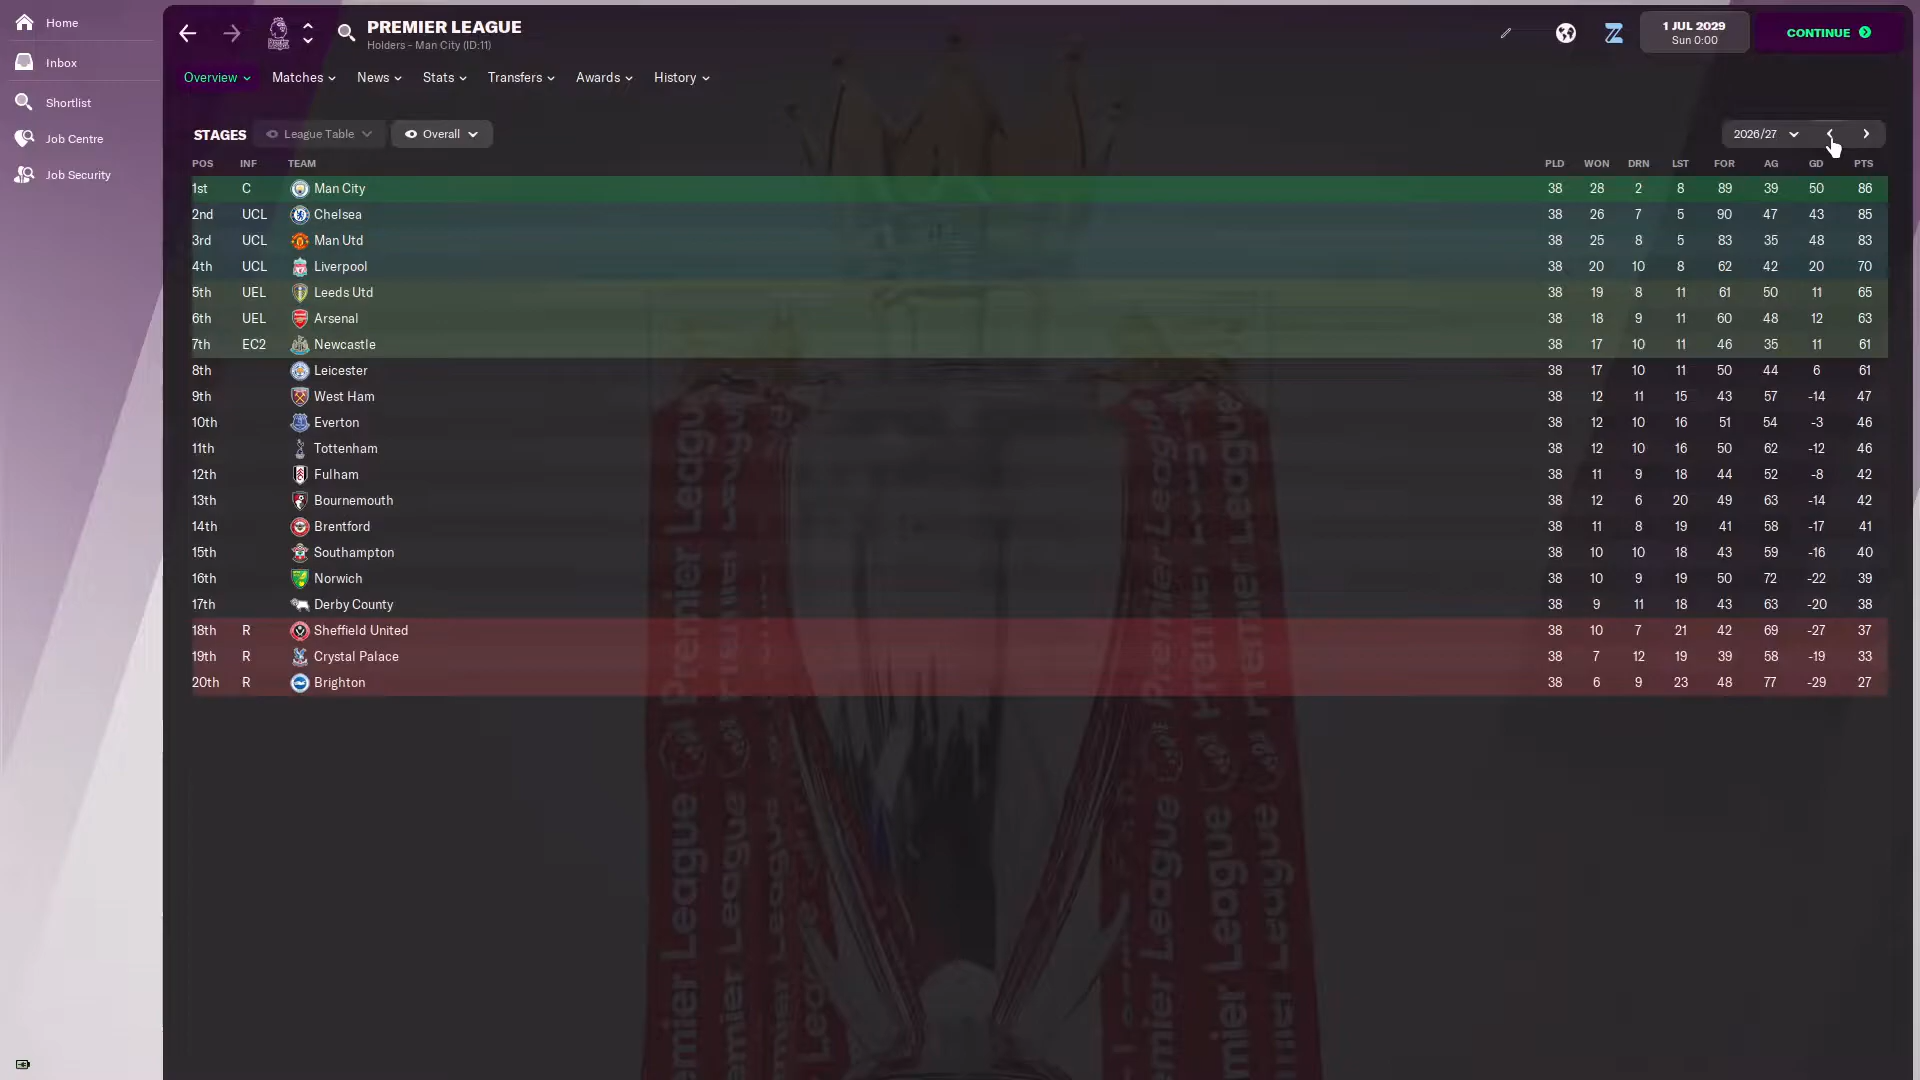 Home
Inbox
Shortlist
Job Centre
Job Security
PREMIER LEAGUE
Holders - Man City (ID:11)
1 JUL 2029
Sun 0:00
CONTINUE
Overview Matches News Stats Transfers Awards History
STAGES League Table Overall 2026/27
POS INF TEAM PLD WON DRN LST FOR AG GD PTS
1st C Man City 38 28 2 8 89 39 50 86
2nd UCL Chelsea 38 26 7 5 90 47 43 85
3rd UCL Man Utd 38 25 8 5 83 35 48 83
4th UCL Liverpool 38 20 10 8 62 42 20 70
5th UEL Leeds Utd 38 19 8 11 61 50 11 65
6th UEL Arsenal 38 18 9 11 60 48 12 63
7th EC2 Newcastle 38 17 10 11 46 35 11 61
8th Leicester 38 17 10 11 50 44 6 61
9th West Ham 38 12 11 15 43 57 -14 47
10th Everton 38 12 10 16 51 54 -3 46
11th Tottenham 38 12 10 16 50 62 -12 46
12th Fulham 38 11 9 18 44 52 -8 42
13th Bournemouth 38 12 6 20 49 63 -14 42
14th Brentford 38 11 8 19 41 58 -17 41
15th Southampton 38 10 10 18 43 59 -16 40
16th Norwich 38 10 9 19 50 72 -22 39
17th Derby County 38 9 11 18 43 63 -20 38
18th R Sheffield United 38 10 7 21 42 69 -27 37
19th R Crystal Palace 38 7 12 19 39 58 -19 33
20th R Brighton 38 6 9 23 48 77 -29 27
Premier League
Premier League
Premier League
Premier League